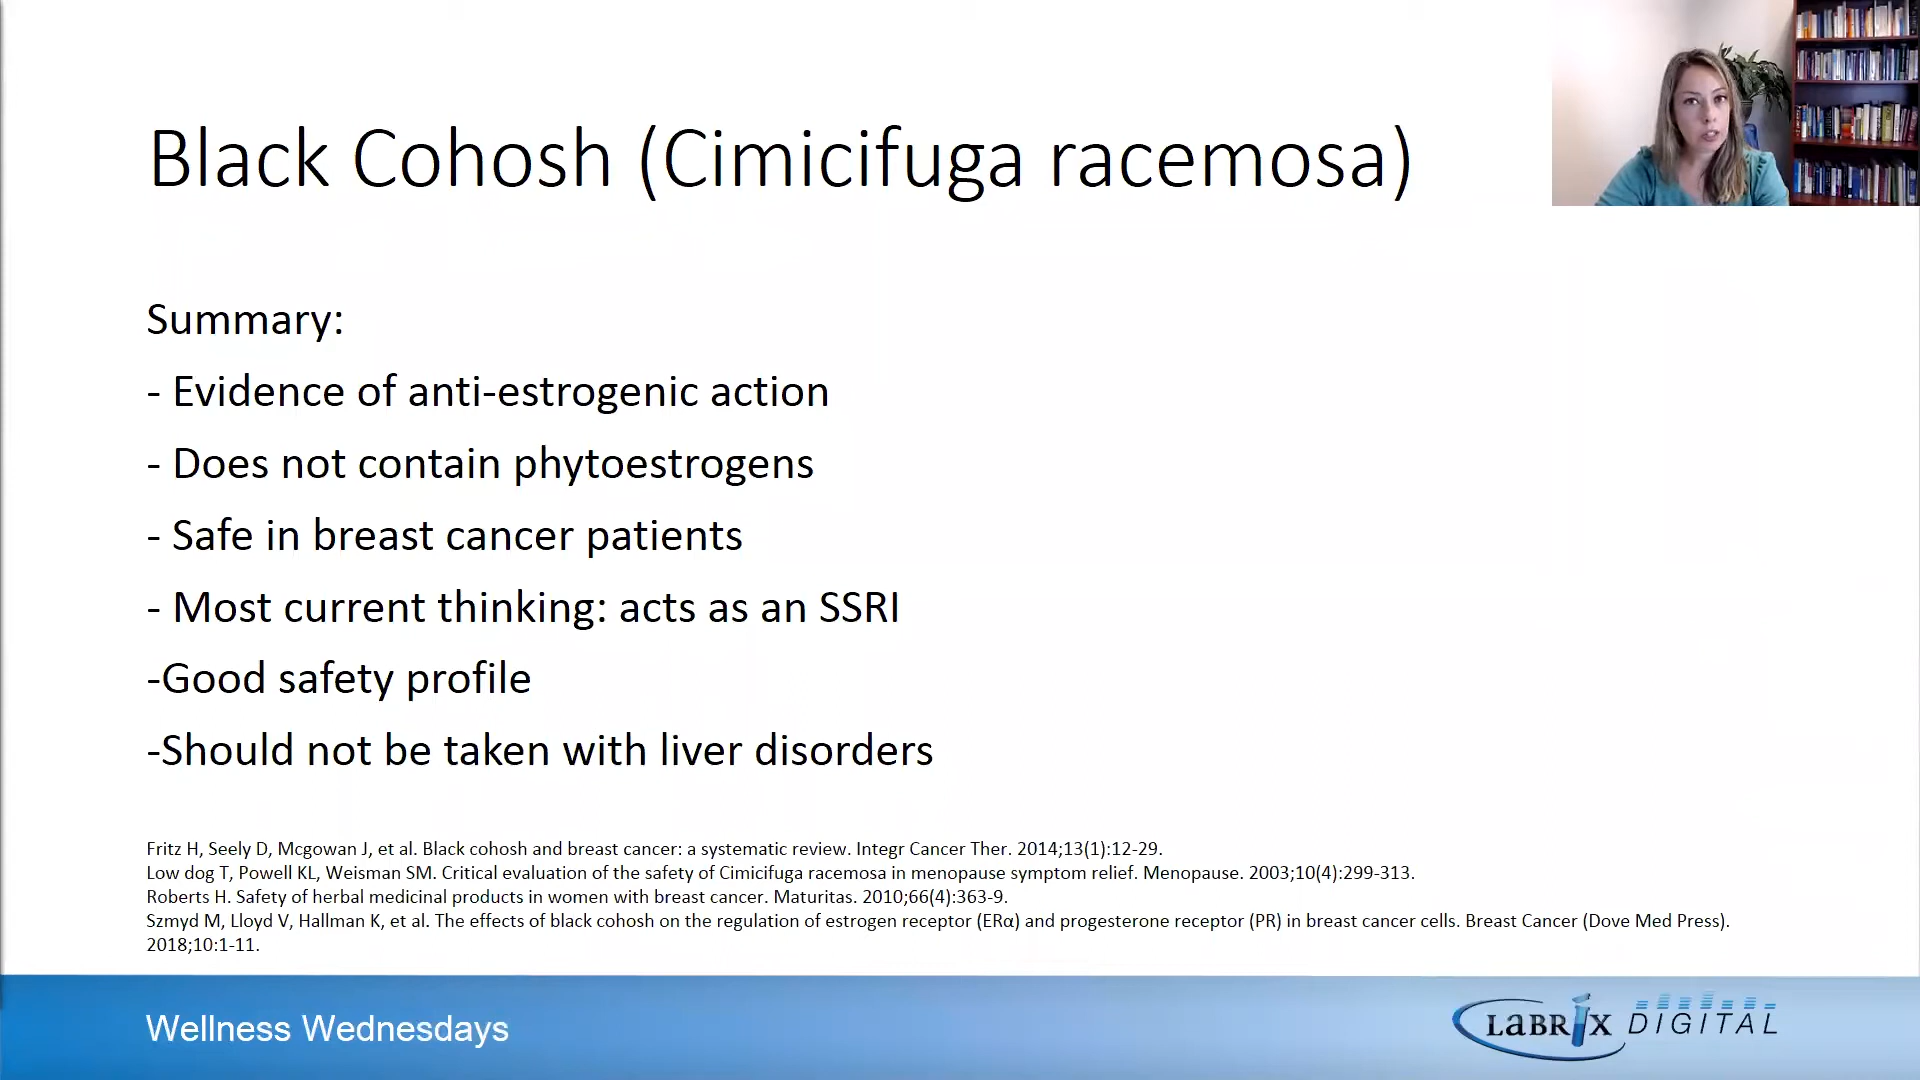 Black Cohosh (Cimicifuga racemosa)
Summary:
- Evidence of anti-estrogenic action
- Does not contain phytoestrogens
- Safe in breast cancer patients
- Most current thinking: acts as an SSRI
-Good safety profile
-Should not be taken with liver disorders
Fritz H, Seely D, Mcgowan J, et al. Black cohosh and breast cancer: a systematic review. Integr Cancer Ther. 2014;13(1):12-29.
Low dog T, Powell KL, Weisman SM. Critical evaluation of the safety of Cimicifuga racemosa in menopause symptom relief. Menopause. 2003;10(4):299-313.
Roberts H. Safety of herbal medicinal products in women with breast cancer. Maturitas. 2010;66(4):363-9.
Szmyd M, Lloyd V, Hallman K, et al. The effects of black cohosh on the regulation of estrogen receptor (ERα) and progesterone receptor (PR) in breast cancer cells. Breast Cancer (Dove Med Press).
2018;10:1-11.
Wellness Wednesdays
LABRIX DIGITAL